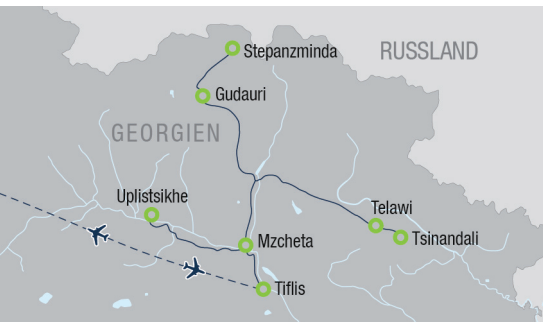 Stepanzminda
RUSSLAND
Gudauri
GEORGIEN
Uplistsikhe
Telawi
Tsinandali
Mzcheta
Tiflis